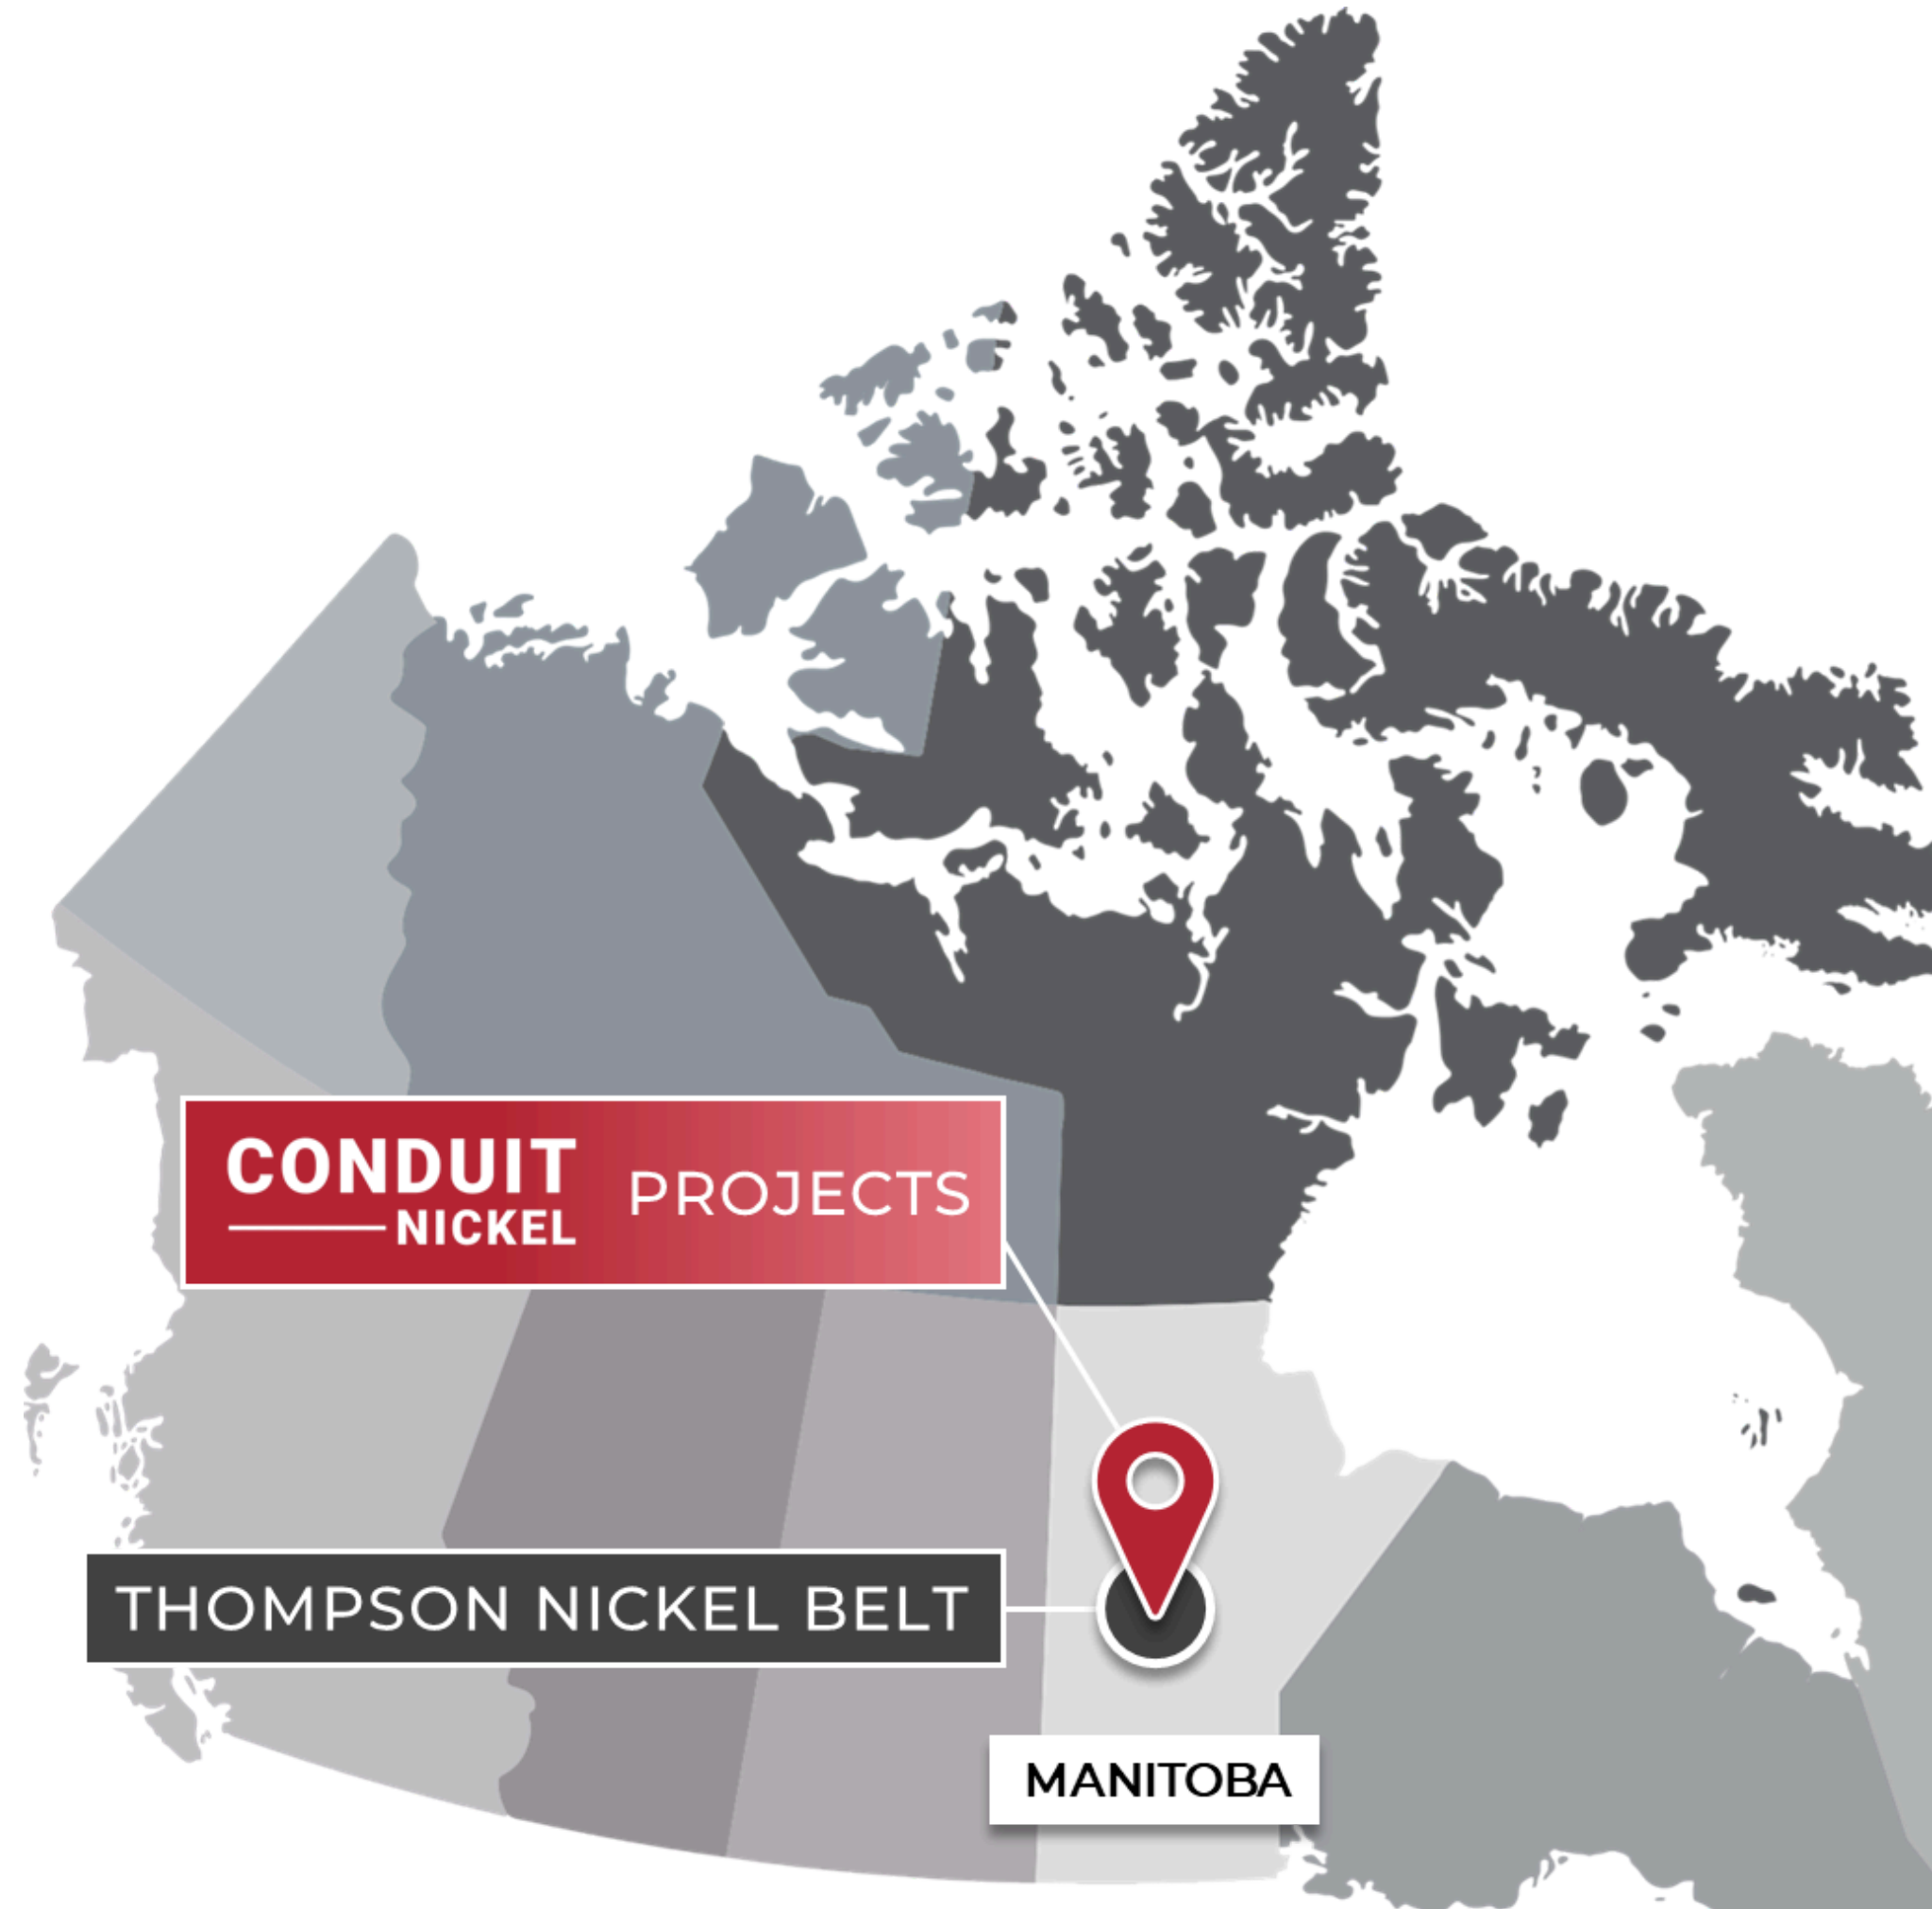 CONDUIT
NICKEL
PROJECTS
THOMPSON NICKEL BELT
MANITOBA